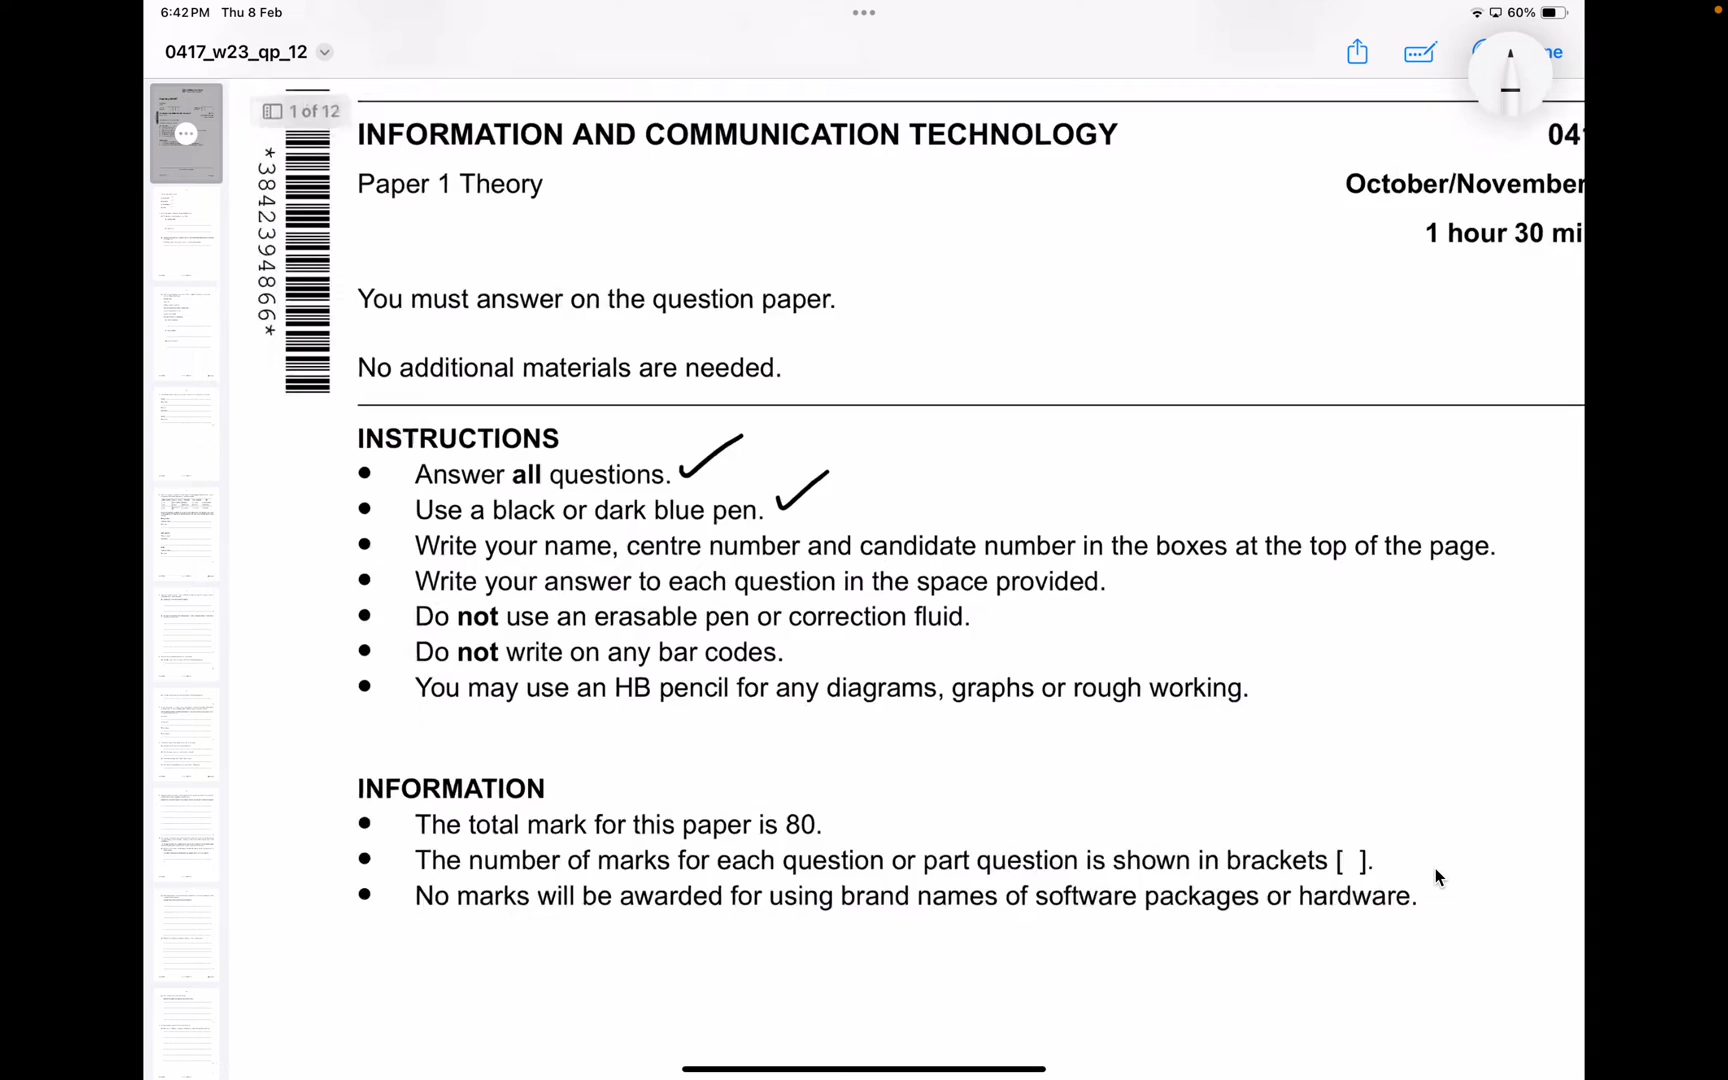 6:42 PM Thu 8 Feb
60%
0417_w23_qp_12
1 of 12
INFORMATION AND COMMUNICATION TECHNOLOGY
Paper 1 Theory
October/November
1 hour 30 mi
*3842394866*
You must answer on the question paper.
No additional materials are needed.
INSTRUCTIONS
● Answer all questions.
● Use a black or dark blue pen.
● Write your name, centre number and candidate number in the boxes at the top of the page.
● Write your answer to each question in the space provided.
● Do not use an erasable pen or correction fluid.
● Do not write on any bar codes.
● You may use an HB pencil for any diagrams, graphs or rough working.
INFORMATION
● The total mark for this paper is 80.
● The number of marks for each question or part question is shown in brackets [ ].
● No marks will be awarded for using brand names of software packages or hardware.